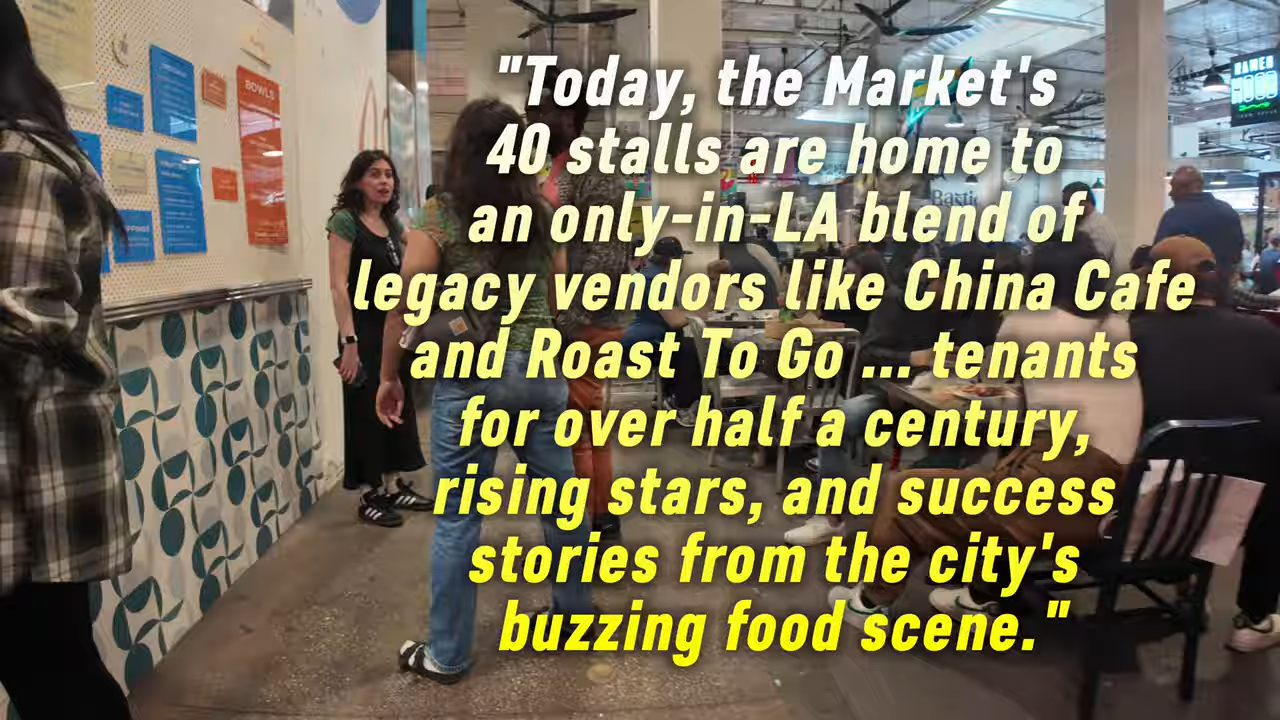 "Today, the Market's
40 stalls are home to
an only-in-LA blend of
legacy vendors like China Cafe
and Roast To Go ... tenants
for over half a century,
rising stars, and success
stories from the city's
buzzing food scene."
BOWLS
RAMEN